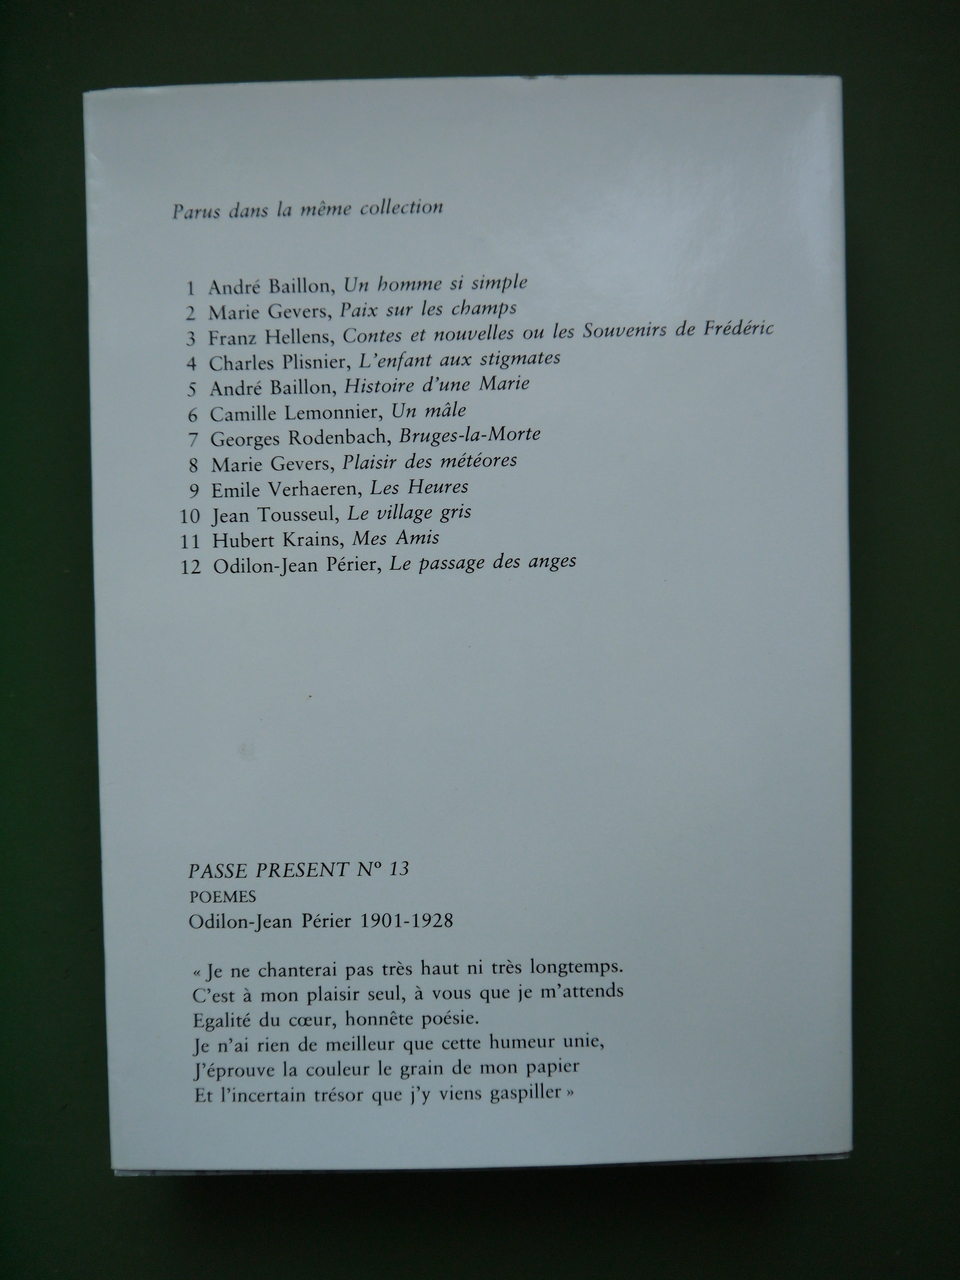 Parus dans la même collection
1 André Baillon, Un homme si simple
2 Marie Gevers, Paix sur les champs
3 Franz Hellens, Contes et nouvelles ou les Souvenirs de Frédéric
4 Charles Plisnier, L'enfant aux stigmates
5 André Baillon, Histoire d'une Marie
6 Camille Lemonnier, Un mâle
7 Georges Rodenbach, Bruges-la-Morte
8 Marie Gevers, Plaisir des météores
9 Emile Verhaeren, Les Heures
10 Jean Tousseul, Le village gris
11 Hubert Krains, Mes Amis
12 Odilon-Jean Périer, Le passage des anges
PASSE PRESENT Nº 13
POEMES
Odilon-Jean Périer 1901-1928
« Je ne chanterai pas très haut ni très longtemps.
C'est à mon plaisir seul, à vous que je m'attends
Egalité du cœur, honnête poésie.
Je n'ai rien de meilleur que cette humeur unie,
J'éprouve la couleur le grain de mon papier
Et l'incertain trésor que j'y viens gaspiller »